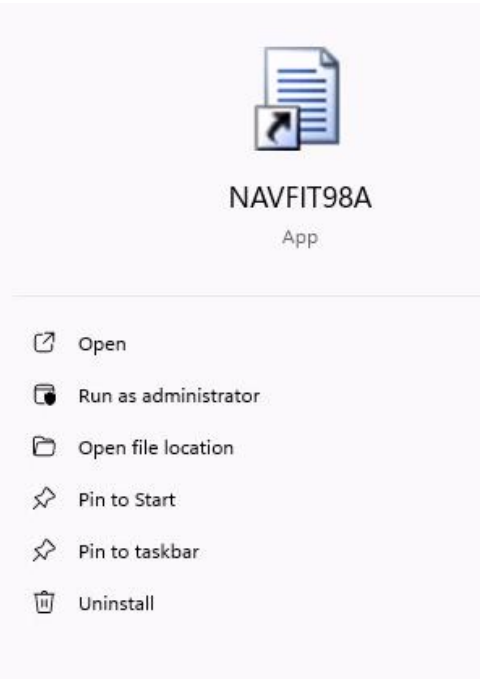 NAVFIT98A
App
Open
Run as administrator
Open file location
Pin to Start
Pin to taskbar
Uninstall